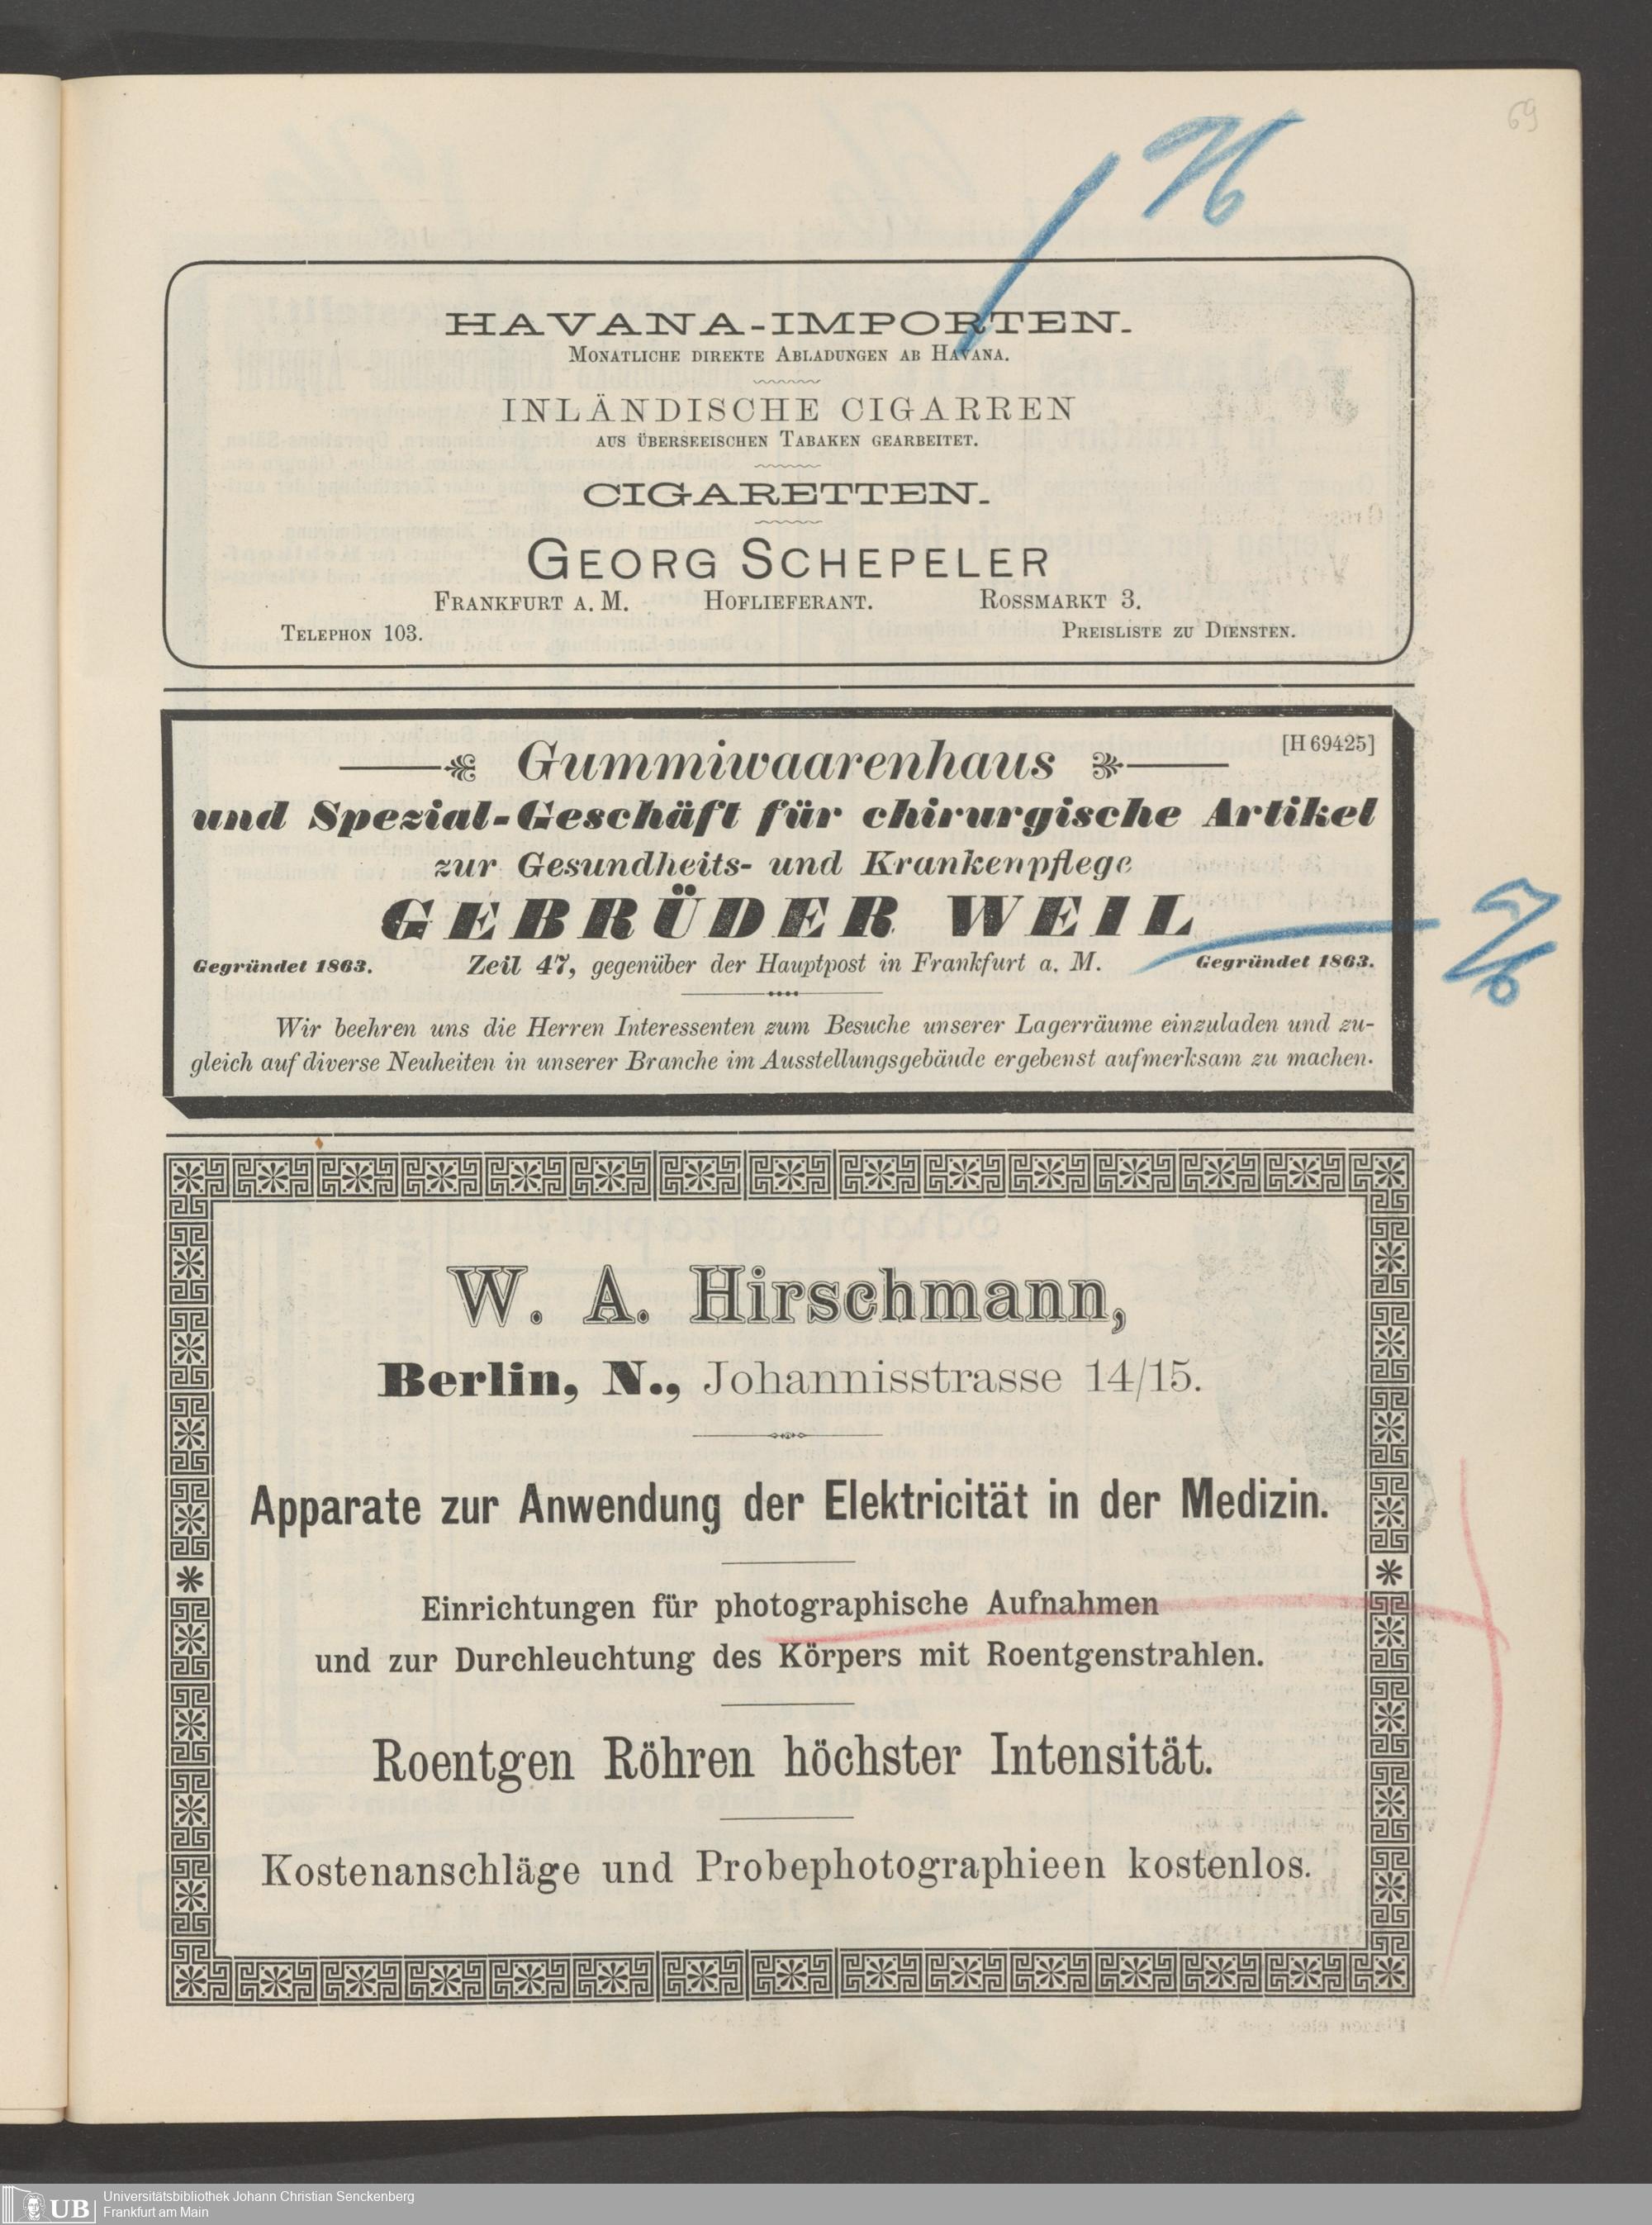 69
HAVANA-IMPORTEN.
MONATLICHE DIREKTE ABLADUNGEN AB HAVANA.
INLÄNDISCHE CIGARREN
AUS ÜBERSEEISCHEN TABAKEN GEARBEITET.
CIGARETTEN.
GEORG SCHEPELER
FRANKFURT A. M. HOFLIEFERANT. ROSSMARKT 3.
TELEPHON 103. PREISLISTE ZU DIENSTEN.
[H 69425]
Gummiwaarenhaus
und Spezial-Geschäft für chirurgische Artikel
zur Gesundheits- und Krankenpflege
GEBRÜDER WEIL
Gegründet 1863. Zeil 47, gegenüber der Hauptpost in Frankfurt a. M. Gegründet 1863.
Wir beehren uns die Herren Interessenten zum Besuche unserer Lagerräume einzuladen und zu-
gleich auf diverse Neuheiten in unserer Branche im Ausstellungsgebäude ergebenst aufmerksam zu machen.
W. A. Hirschmann,
Berlin, N., Johannisstrasse 14/15.
Apparate zur Anwendung der Elektricität in der Medizin.
Einrichtungen für photographische Aufnahmen
und zur Durchleuchtung des Körpers mit Roentgenstrahlen.
Roentgen Röhren höchster Intensität.
Kostenanschläge und Probephotographieen kostenlos.
UB Universitätsbibliothek Johann Christian Senckenberg
Frankfurt am Main